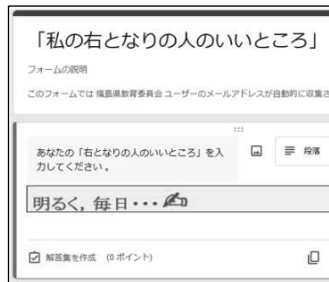 「私の右となりの人のいいところ」
フォームの説明
このフォームでは 福島県教育委員会 ユーザーのメールアドレスが自動的に収集さ
あなたの「右となりの人のいいところ」を入
力してください。
段落
明るく，毎日・・・
解答集を作成 （0 ポイント）